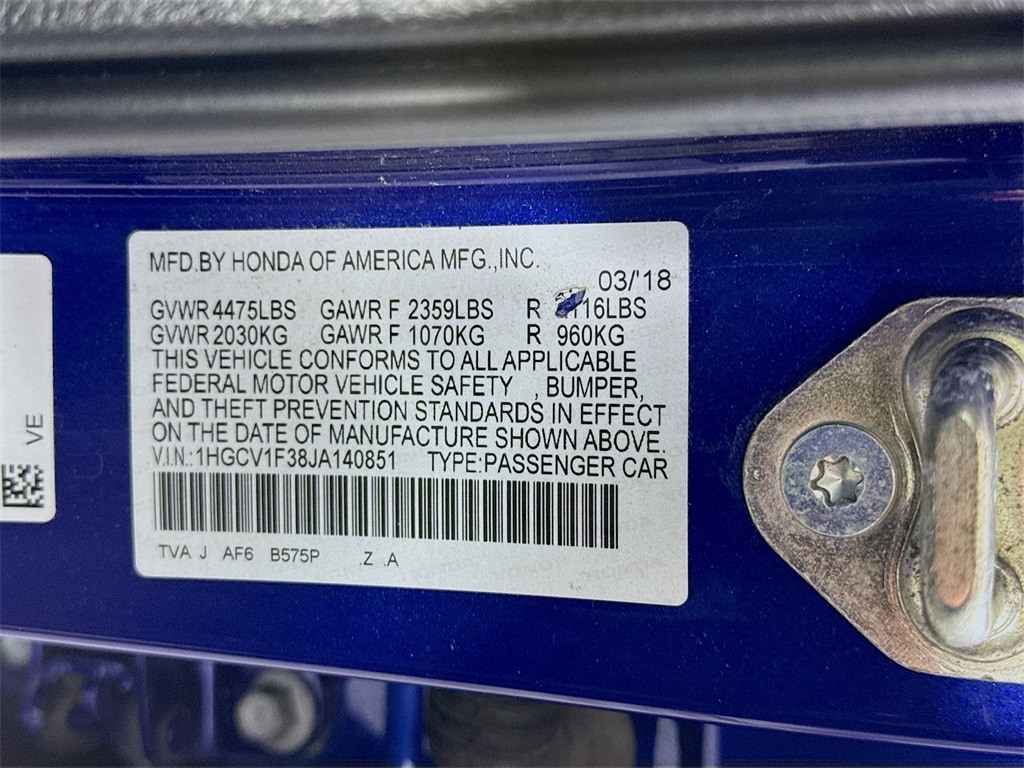 MFD.BY HONDA OF AMERICA MFG.,INC.
03/'18
GVWR 4475LBS GAWR F 2359LBS R 116LBS
GVWR 2030KG GAWR F 1070KG R 960KG
THIS VEHICLE CONFORMS TO ALL APPLICABLE
FEDERAL MOTOR VEHICLE SAFETY , BUMPER,
AND THEFT PREVENTION STANDARDS IN EFFECT
ON THE DATE OF MANUFACTURE SHOWN ABOVE.
V.I.N.:1HGCV1F38JA140851 TYPE:PASSENGER CAR
TVA J AF6 B575P .Z .A
VE